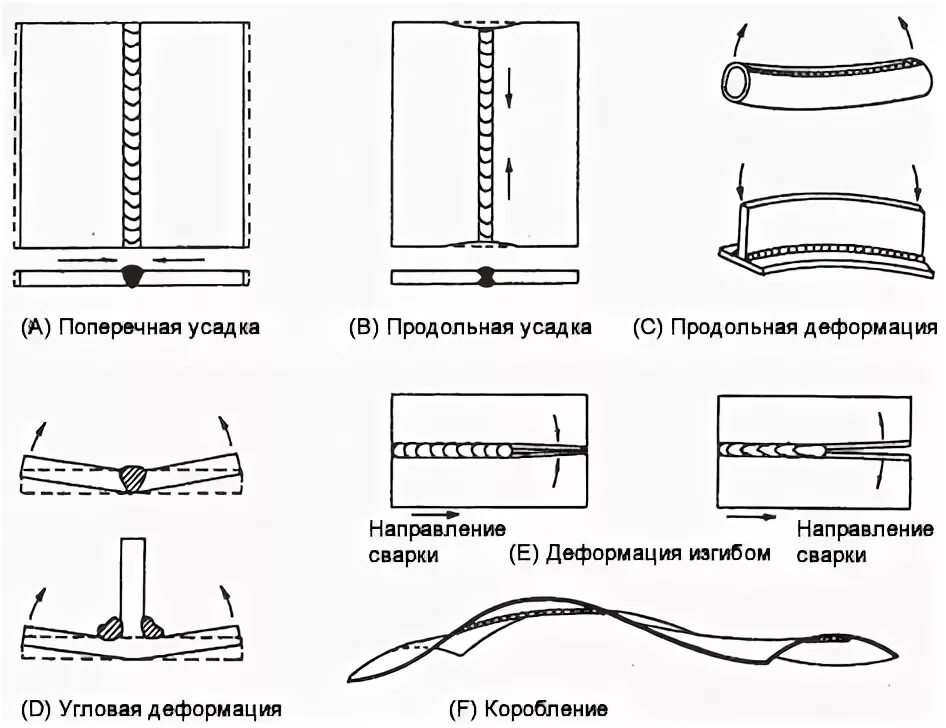 (A) Поперечная усадка
(B) Продольная усадка
(C) Продольная деформация
Направление
сварки
(E) Деформация изгибом
Направление
сварки
(D) Угловая деформация
(F) Коробление